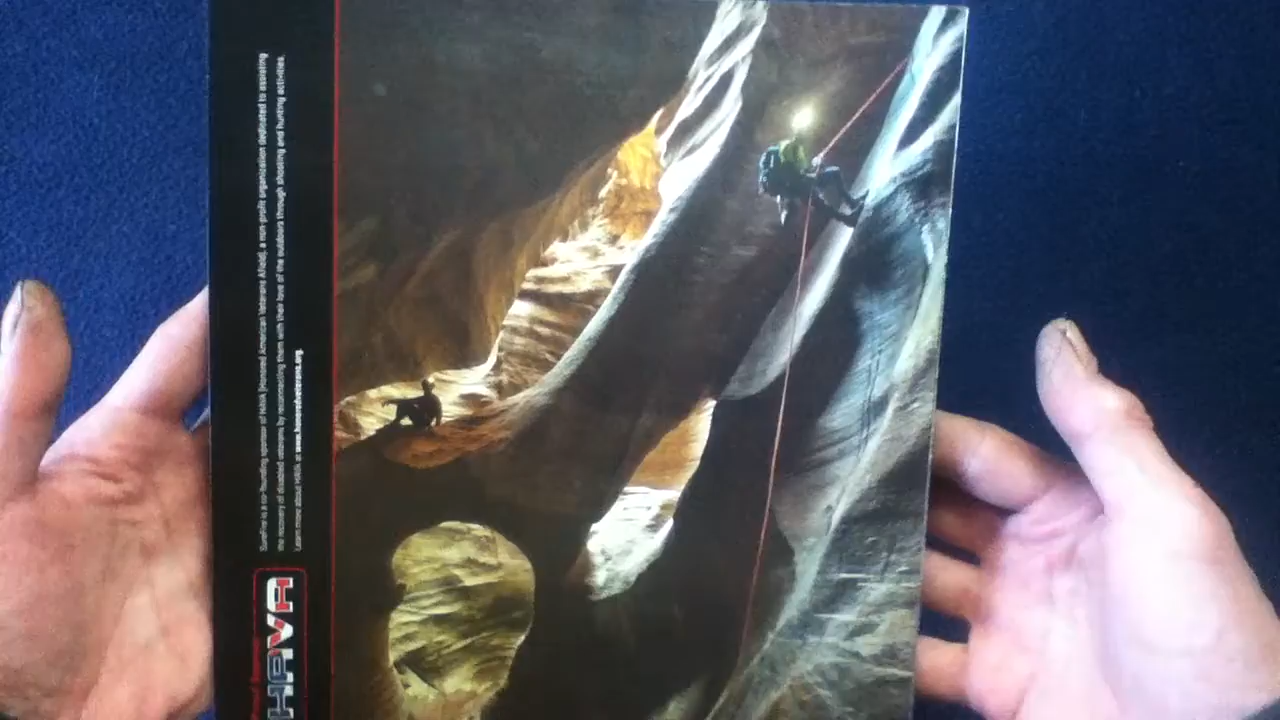 Proud Sponsor
HAVA
SureFire is a co-founding sponsor of HAVA (Honored American Veterans Afield), a non-profit organization dedicated to assisting
the recovery of disabled veterans by reconnecting them with their love of the outdoors through shooting and hunting activities.
Learn more about HAVA at www.honoredveterans.org.